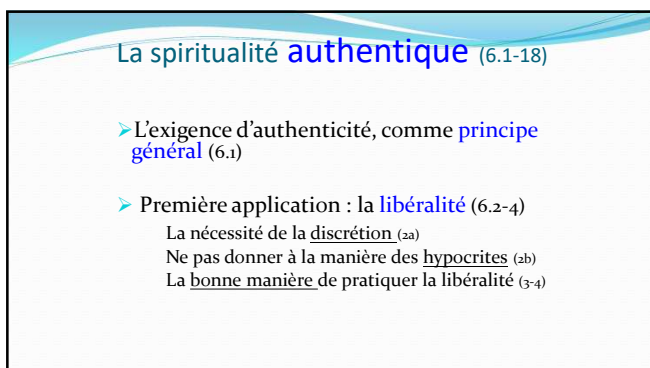 La spiritualité authentique (6.1-18)
➢L'exigence d'authenticité, comme principe
général (6.1)
➢ Première application : la libéralité (6.2-4)
La nécessité de la discrétion (2a)
Ne pas donner à la manière des hypocrites (2b)
La bonne manière de pratiquer la libéralité (3-4)